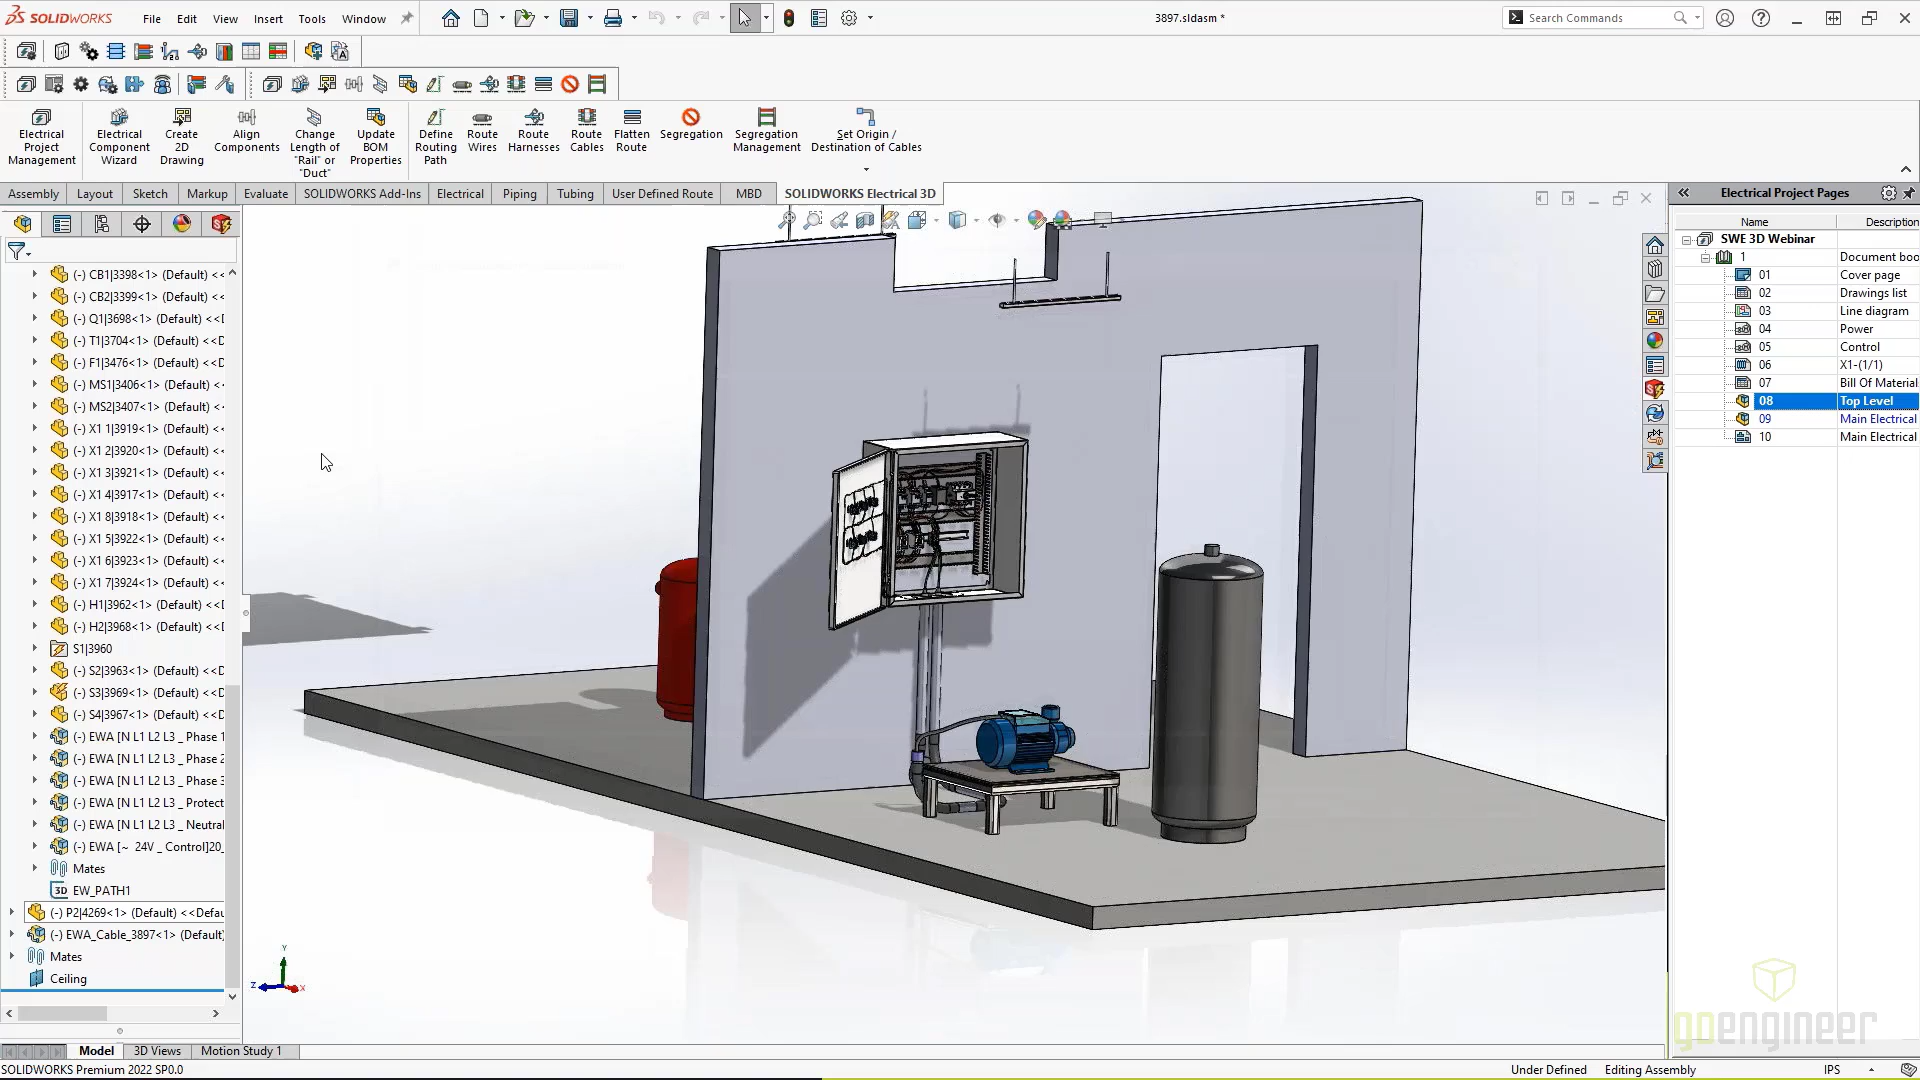 SOLIDWORKS File Edit View Insert Tools Window 3897.sldasm * Search Commands
Electrical Project Management
Electrical Component Wizard
Create 2D Drawing
Align Components
Change Length of "Rail" or "Duct"
Update BOM Properties
Define Routing Path
Route Wires
Route Harnesses
Route Cables
Flatten Route
Segregation
Segregation Management
Set Origin / Destination of Cables
Assembly Layout Sketch Markup Evaluate SOLIDWORKS Add-Ins Electrical Piping Tubing User Defined Route MBD SOLIDWORKS Electrical 3D
(-) CB1|3398<1> (Default) <<
(-) CB2|3399<1> (Default) <<
(-) Q1|3698<1> (Default) <<D
(-) T1|3704<1> (Default) <<D
(-) F1|3476<1> (Default) <<D
(-) MS1|3406<1> (Default) <<
(-) MS2|3407<1> (Default) <<
(-) X1 1|3919<1> (Default) <<
(-) X1 2|3920<1> (Default) <<
(-) X1 3|3921<1> (Default) <<
(-) X1 4|3917<1> (Default) <<
(-) X1 8|3918<1> (Default) <<
(-) X1 5|3922<1> (Default) <<
(-) X1 6|3923<1> (Default) <<
(-) X1 7|3924<1> (Default) <<
(-) H1|3962<1> (Default) <<D
(-) H2|3968<1> (Default) <<D
S1|3960
(-) S2|3963<1> (Default) <<D
(-) S3|3969<1> (Default) <<D
(-) S4|3967<1> (Default) <<D
(-) EWA [N L1 L2 L3 _ Phase 1
(-) EWA [N L1 L2 L3 _ Phase 2
(-) EWA [N L1 L2 L3 _ Phase 3
(-) EWA [N L1 L2 L3 _ Protect
(-) EWA [N L1 L2 L3 _ Neutral
(-) EWA [~ 24V _ Control]20_
Mates
3D EW_PATH1
(-) P2|4269<1> (Default) <<Defau
(-) EWA_Cable_3897<1> (Default)
Mates
Ceiling
Y
Z
X
Electrical Project Pages
Name Description
SWE 3D Webinar
1 Document boo
01 Cover page
02 Drawings list
03 Line diagram
04 Power
05 Control
06 X1-(1/1)
07 Bill Of Material
08 Top Level
09 Main Electrical
10 Main Electrical
goengineer
Model 3D Views Motion Study 1
SOLIDWORKS Premium 2022 SP0.0 Under Defined Editing Assembly IPS